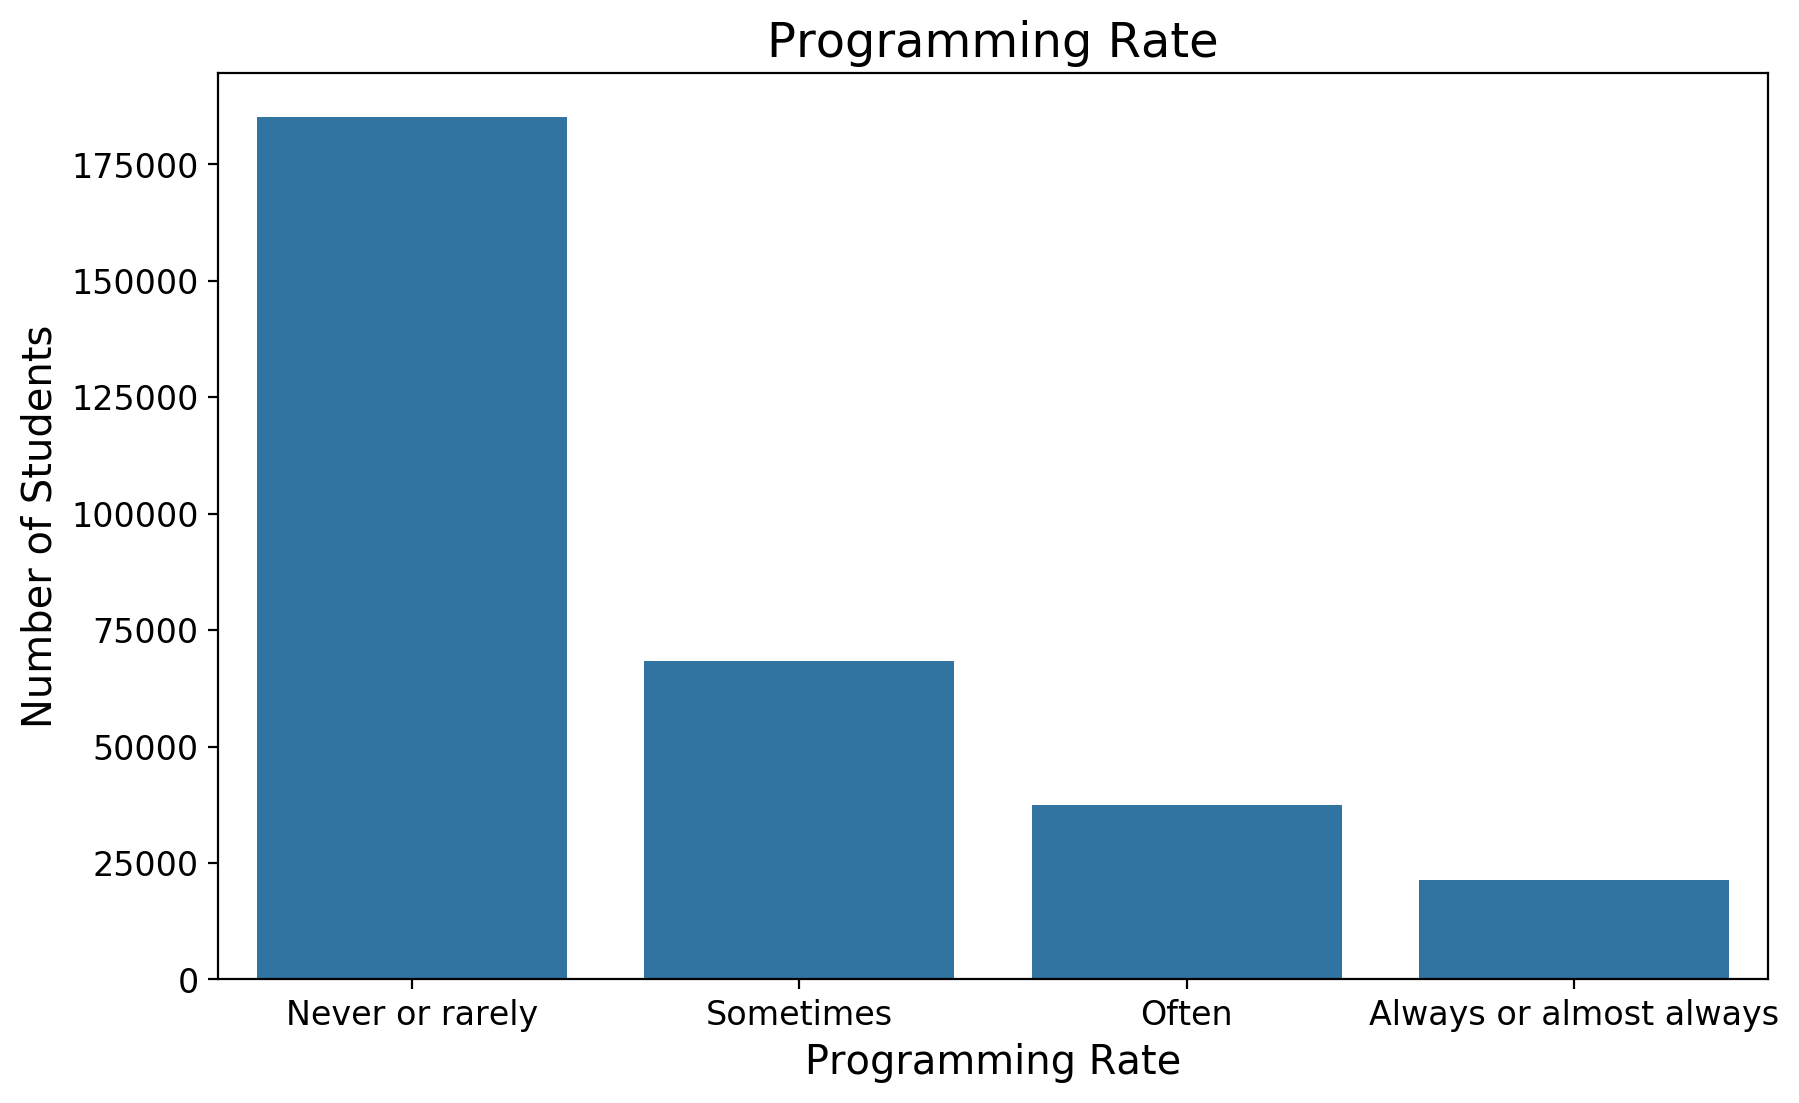 Programming Rate
175000
150000
125000
100000
75000
50000
25000
0
Number of Students
Never or rarely
Sometimes
Often
Always or almost always
Programming Rate